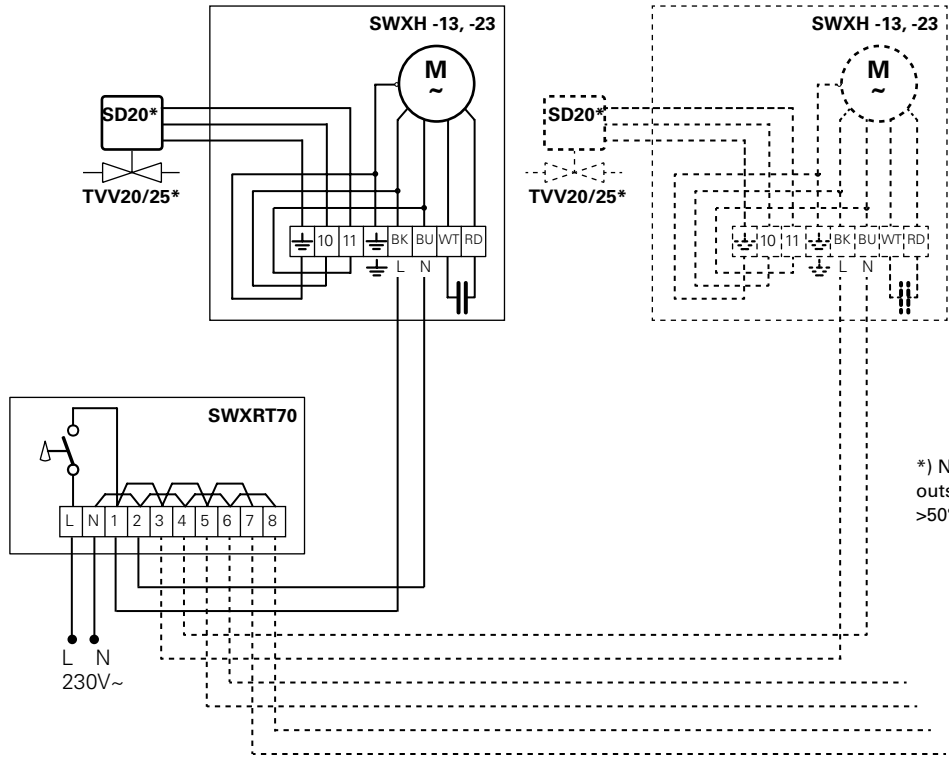 SWXH -13, -23
M
~
SD20*
TVV20/25*
10 11 BK BU WT RD
L N
SWXH -13, -23
M
~
SD20*
TVV20/25*
10 11 BK BU WT RD
L N
SWXRT70
L N 1 2 3 4 5 6 7 8
L N
230V~
*) N
outs
>50°